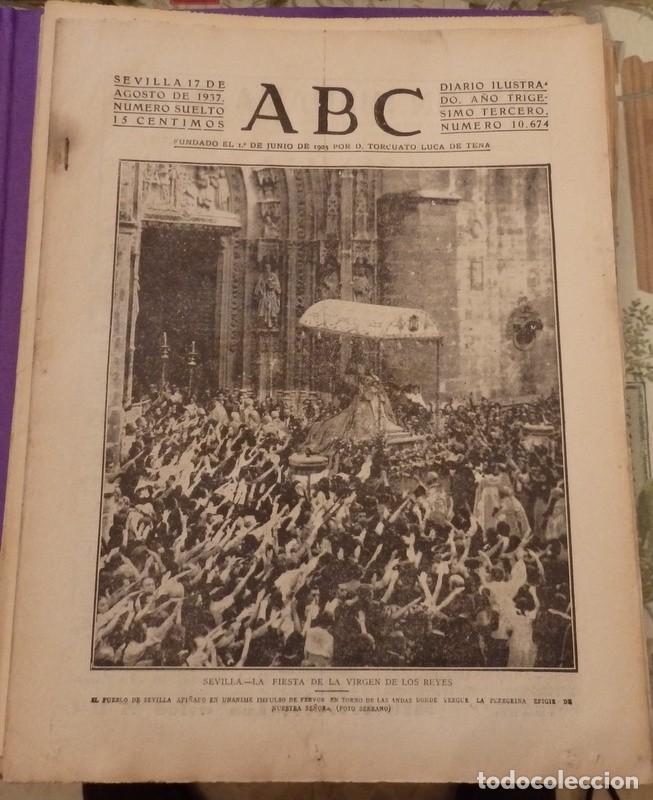 SEVILLA 17 DE
AGOSTO DE 1937.
NUMERO SUELTO
15 CENTIMOS
ABC
DIARIO ILUSTRA-
DO. AÑO TRIGE-
SIMO TERCERO.
NUMERO 10.674
FUNDADO EL 1.º DE JUNIO DE 1905 POR D. TORCUATO LUCA DE TENA
SEVILLA.—LA FIESTA DE LA VIRGEN DE LOS REYES
EL PUEBLO DE SEVILLA APIÑADO EN UNANIME IMPULSO DE FERVOR EN TORNO DE LAS ANDAS DONDE YERGUE LA PEREGRINA EFIGIE DE
NUESTRA SEÑORA. (FOTO SERRANO)
todocoleccion.net